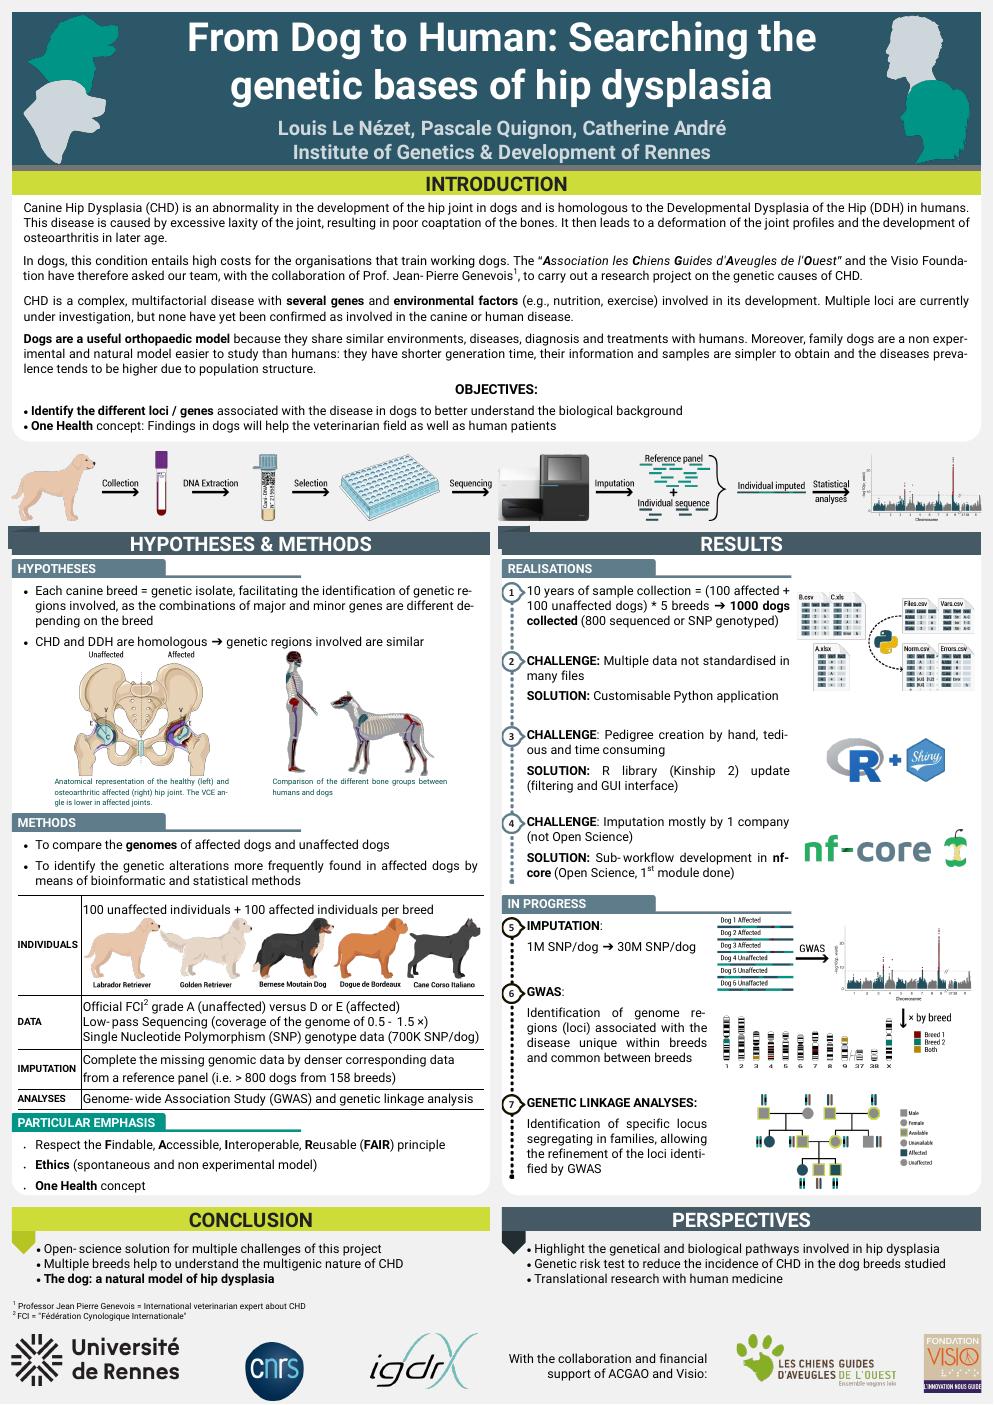 From Dog to Human: Searching the
genetic bases of hip dysplasia
Louis Le Nézet, Pascale Quignon, Catherine André
Institute of Genetics & Development of Rennes
INTRODUCTION
Canine Hip Dysplasia (CHD) is an abnormality in the development of the hip joint in dogs and is homologous to the Developmental Dysplasia of the Hip (DDH) in humans.
This disease is caused by excessive laxity of the joint, resulting in poor coaptation of the bones. It then leads to a deformation of the joint profiles and the development of
osteoarthritis in later age.
In dogs, this condition entails high costs for the organisations that train working dogs. The "Association les Chiens Guides d'Aveugles de l'Ouest" and the Visio Founda-
tion have therefore asked our team, with the collaboration of Prof. Jean-Pierre Genevois1, to carry out a research project on the genetic causes of CHD.
CHD is a complex, multifactorial disease with several genes and environmental factors (e.g., nutrition, exercise) involved in its development. Multiple loci are currently
under investigation, but none have yet been confirmed as involved in the canine or human disease.
Dogs are a useful orthopaedic model because they share similar environments, diseases, diagnosis and treatments with humans. Moreover, family dogs are a non exper-
imental and natural model easier to study than humans: they have shorter generation time, their information and samples are simpler to obtain and the diseases preva-
lence tends to be higher due to population structure.
OBJECTIVES:
• Identify the different loci / genes associated with the disease in dogs to better understand the biological background
• One Health concept: Findings in dogs will help the veterinarian field as well as human patients
Collection
DNA Extraction
Selection
Sequencing
Imputation
Reference panel
+
Individual sequence
Individual imputed
Statistical
analyses
Chromosome
HYPOTHESES & METHODS
HYPOTHESES
• Each canine breed = genetic isolate, facilitating the identification of genetic re-
gions involved, as the combinations of major and minor genes are different de-
pending on the breed
• CHD and DDH are homologous ➔ genetic regions involved are similar
Unaffected
Affected
V
V
E
C
E
C
Anatomical representation of the healthy (left) and
osteoarthritic affected (right) hip joint. The VCE an-
gle is lower in affected joints.
Comparison of the different bone groups between
humans and dogs
METHODS
• To compare the genomes of affected dogs and unaffected dogs
• To identify the genetic alterations more frequently found in affected dogs by
means of bioinformatic and statistical methods
INDIVIDUALS
100 unaffected individuals + 100 affected individuals per breed
Labrador Retriever
Golden Retriever
Bernese Moutain Dog
Dogue de Bordeaux
Cane Corso Italiano
DATA
Official FCI2 grade A (unaffected) versus D or E (affected)
Low-pass Sequencing (coverage of the genome of 0.5 - 1.5 ×)
Single Nucleotide Polymorphism (SNP) genotype data (700K SNP/dog)
IMPUTATION
Complete the missing genomic data by denser corresponding data
from a reference panel (i.e. > 800 dogs from 158 breeds)
ANALYSES
Genome-wide Association Study (GWAS) and genetic linkage analysis
PARTICULAR EMPHASIS
. Respect the Findable, Accessible, Interoperable, Reusable (FAIR) principle
. Ethics (spontaneous and non experimental model)
. One Health concept
RESULTS
REALISATIONS
1
10 years of sample collection = (100 affected +
100 unaffected dogs) * 5 breeds ➔ 1000 dogs
collected (800 sequenced or SNP genotyped)
B.csv
C.xls
A.xlsx
Files.csv
Vars.csv
Norm.csv
Errors.csv
2
CHALLENGE: Multiple data not standardised in
many files
SOLUTION: Customisable Python application
3
CHALLENGE: Pedigree creation by hand, tedi-
ous and time consuming
SOLUTION: R library (Kinship 2) update
(filtering and GUI interface)
R
+
Shiny
4
CHALLENGE: Imputation mostly by 1 company
(not Open Science)
SOLUTION: Sub-workflow development in nf-
core (Open Science, 1st module done)
nf-core
IN PROGRESS
5
IMPUTATION:
1M SNP/dog ➔ 30M SNP/dog
Dog 1 Affected
Dog 2 Affected
Dog 3 Affected
Dog 4 Unaffected
Dog 5 Unaffected
Dog 6 Unaffacted
GWAS
Chromosome
6
GWAS:
Identification of genome re-
gions (loci) associated with the
disease unique within breeds
and common between breeds
× by breed
Breed 1
Breed 2
Both
1 2 3 4 5 6 7 8 9 37 38 X
7
GENETIC LINKAGE ANALYSES:
Identification of specific locus
segregating in families, allowing
the refinement of the loci identi-
fied by GWAS
Male
Female
Available
Unavailable
Affected
Unaffected
CONCLUSION
• Open-science solution for multiple challenges of this project
• Multiple breeds help to understand the multigenic nature of CHD
• The dog: a natural model of hip dysplasia
PERSPECTIVES
• Highlight the genetical and biological pathways involved in hip dysplasia
• Genetic risk test to reduce the incidence of CHD in the dog breeds studied
• Translational research with human medicine
1 Professor Jean Pierre Genevois = International veterinarian expert about CHD
2 FCI = "Fédération Cynologique Internationale"
Université
de Rennes
cnrs
igdr
With the collaboration and financial
support of ACGAO and Visio:
LES CHIENS GUIDES
D'AVEUGLES DE L'OUEST
Ensemble voyons loin
FONDATION
VISIO
L'INNOVATION NOUS GUIDE